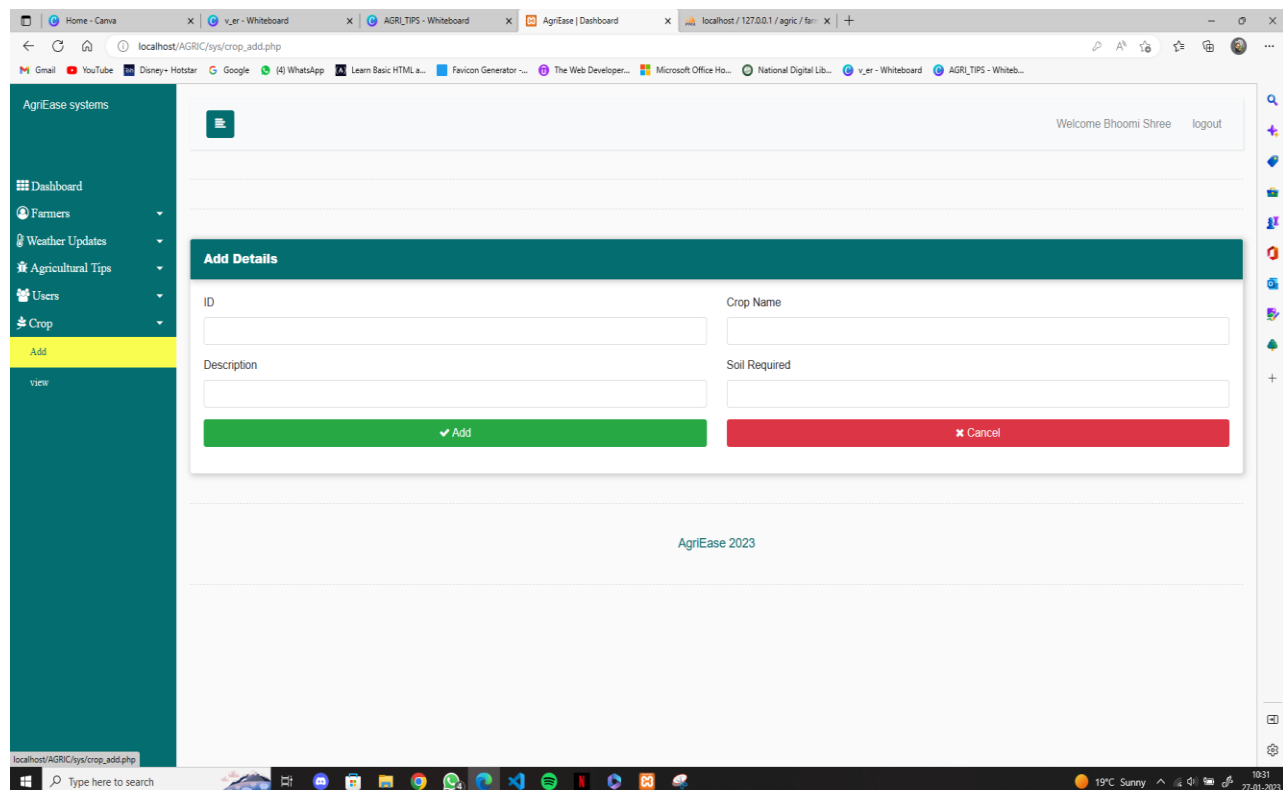 Home - Canva
v_er - Whiteboard
AGRI_TIPS - Whiteboard
AgriEase | Dashboard
localhost / 127.0.0.1 / agric / farm
localhost/AGRIC/sys/crop_add.php
Gmail YouTube Disney+ Hotstar Google (4) WhatsApp Learn Basic HTML a... Favicon Generator -... The Web Developer... Microsoft Office Ho... National Digital Lib... v_er - Whiteboard AGRI_TIPS - Whiteb...
AgriEase systems
Welcome Bhoomi Shree logout
Dashboard
Farmers
Weather Updates
Agricultural Tips
Users
Crop
Add
view
Add Details
ID Crop Name
Description Soil Required
Add Cancel
AgriEase 2023
localhost/AGRIC/sys/crop_add.php
Type here to search
19°C Sunny
10:31
27-01-2023